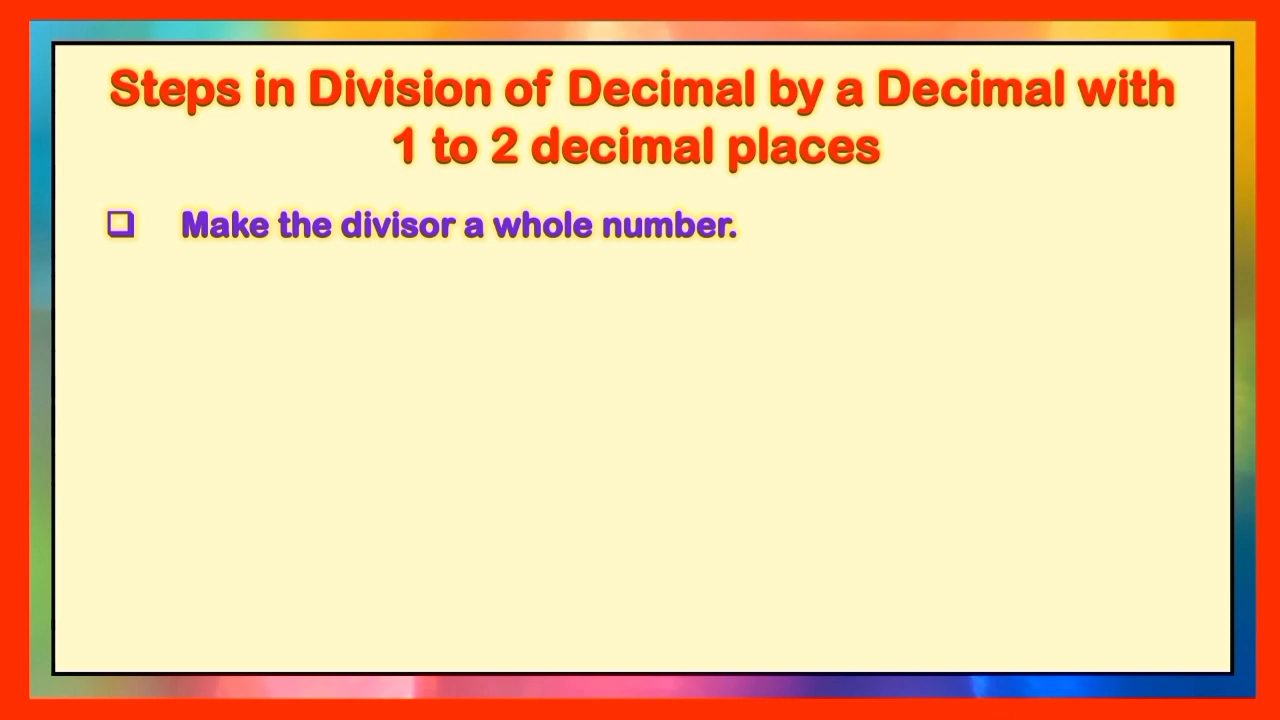 Steps in Division of Decimal by a Decimal with
1 to 2 decimal places
❑ Make the divisor a whole number.